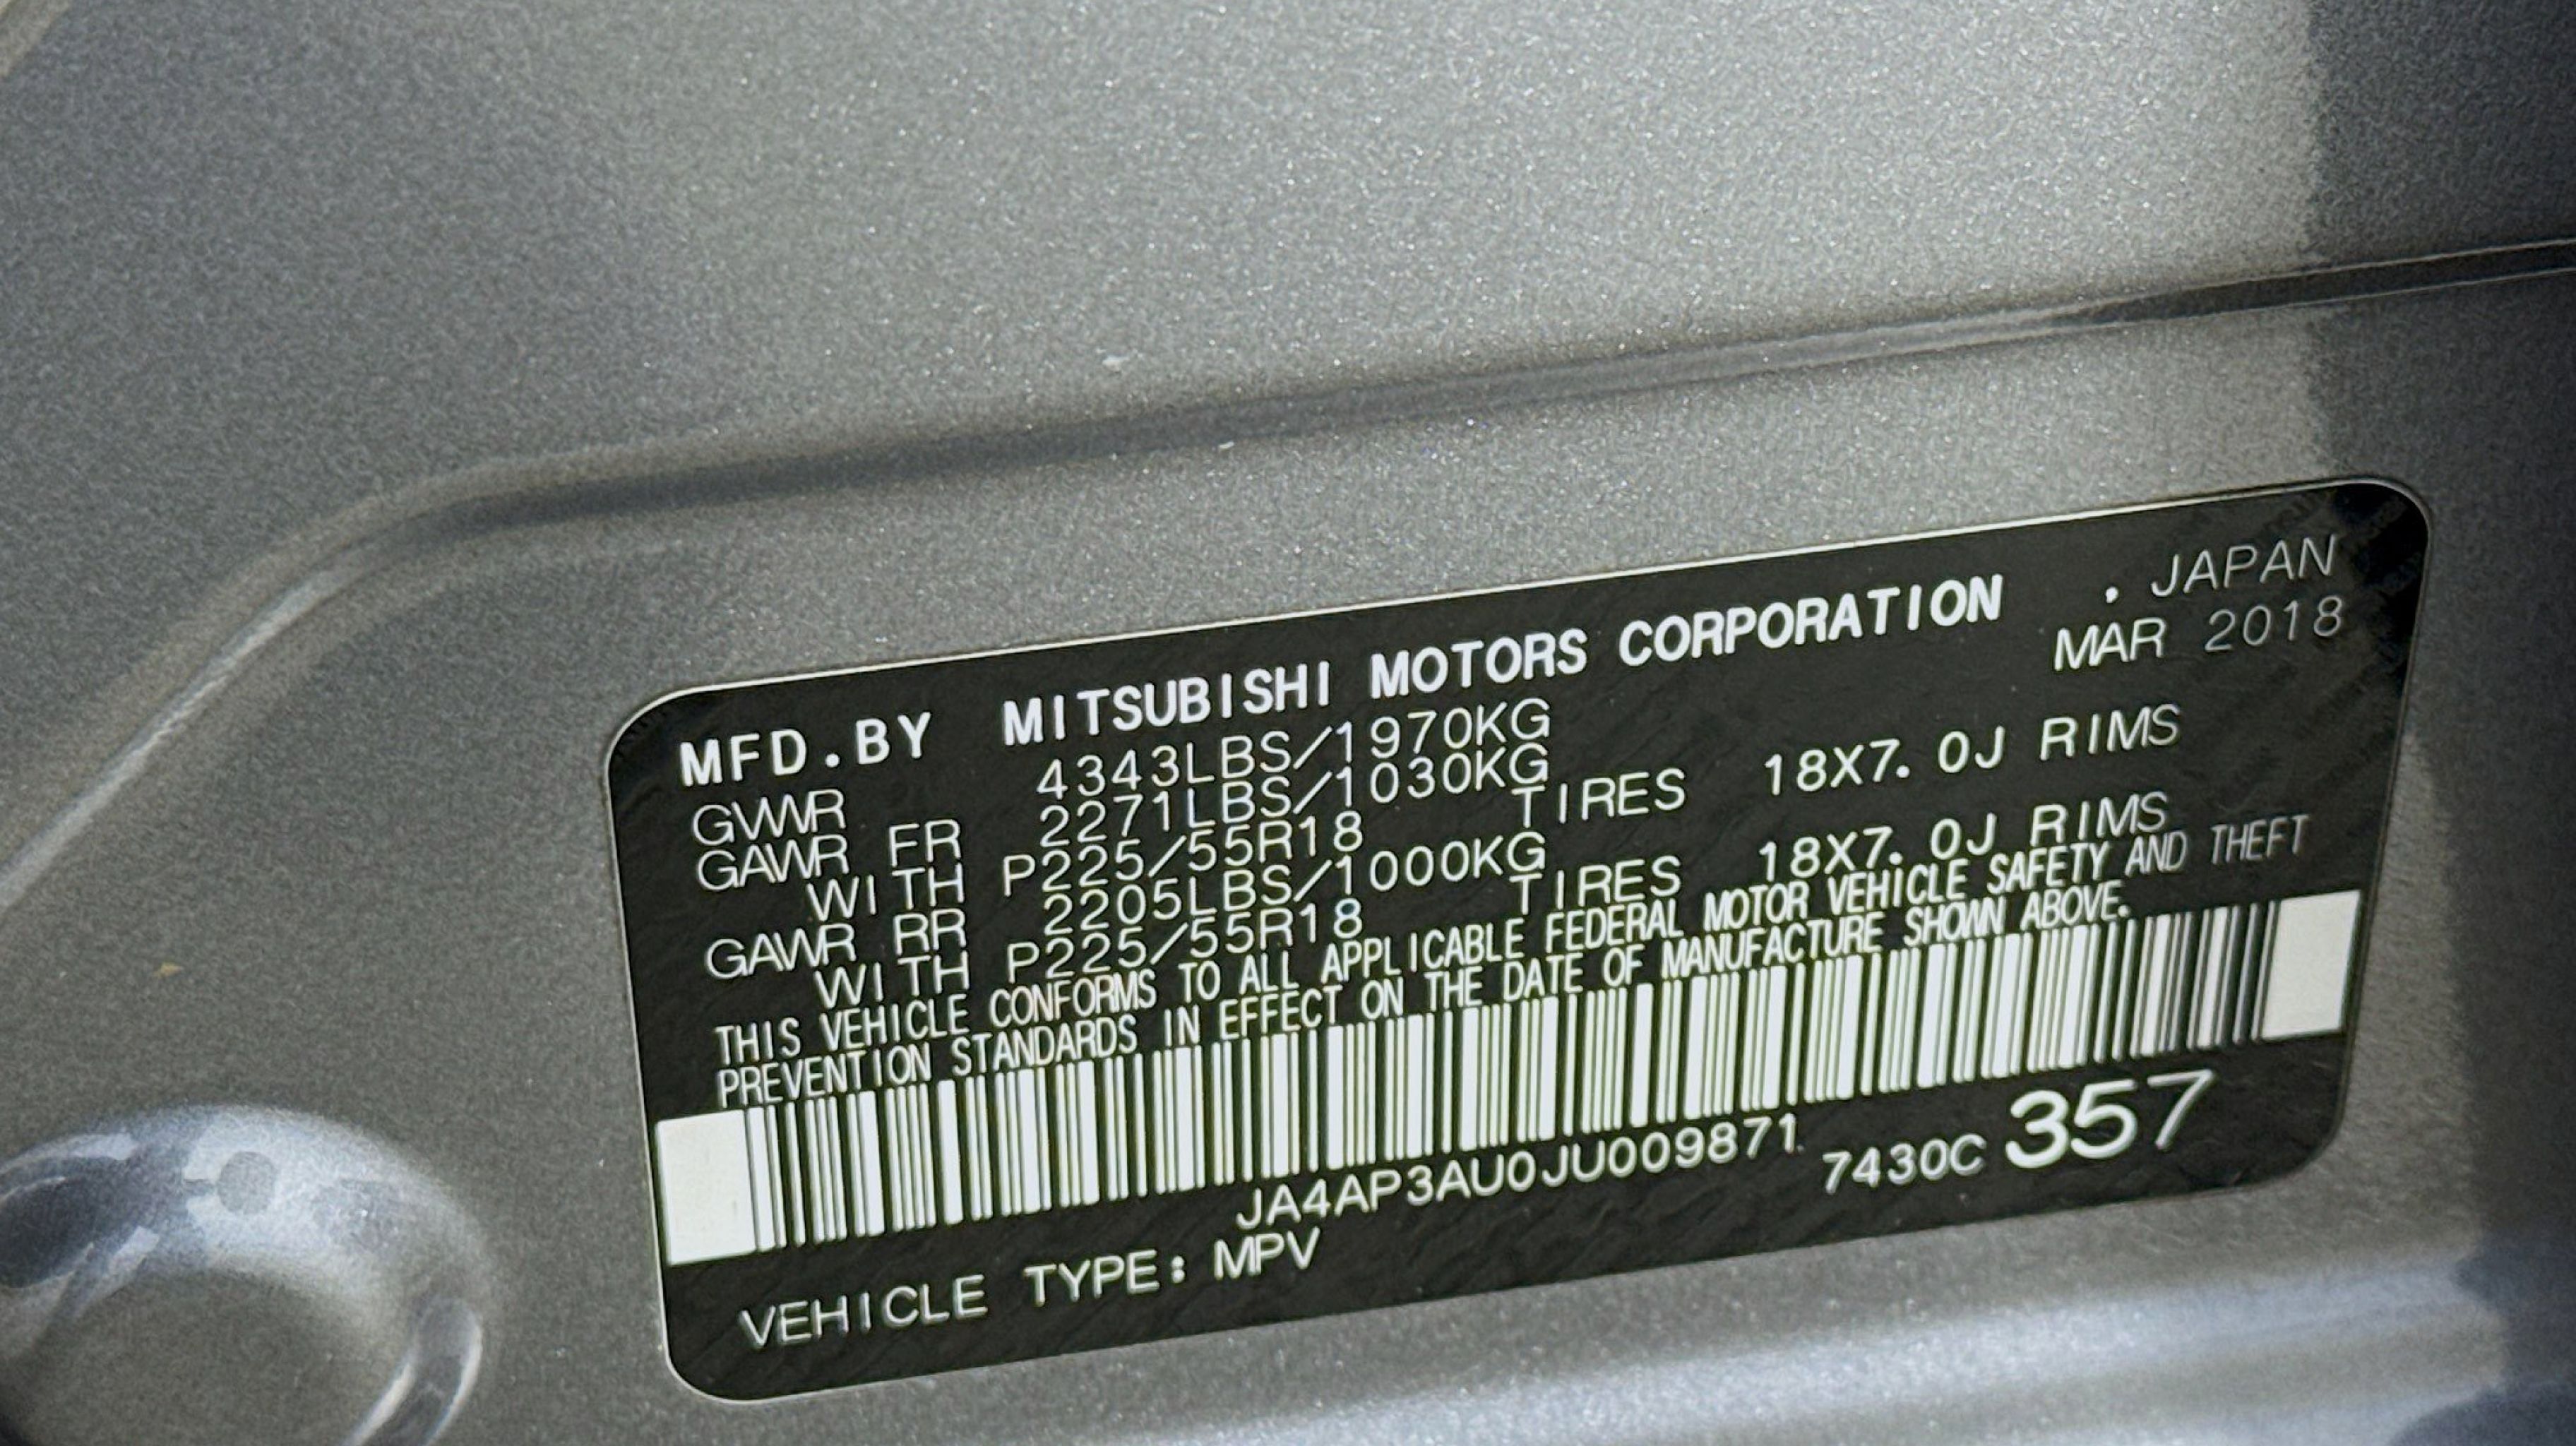 MFD.BY MITSUBISHI MOTORS CORPORATION . JAPAN
MAR 2018
GVWR 4343LBS/1970KG
GAWR FR 2271LBS/1030KG
WITH P225/55R18 TIRES 18X7.0J RIMS
GAWR RR 2205LBS/1000KG
WITH P225/55R18 TIRES 18X7.0J RIMS
THIS VEHICLE CONFORMS TO ALL APPLICABLE FEDERAL MOTOR VEHICLE SAFETY AND THEFT
PREVENTION STANDARDS IN EFFECT ON THE DATE OF MANUFACTURE SHOWN ABOVE.
JA4AP3AU0JU009871 7430C 357
VEHICLE TYPE: MPV